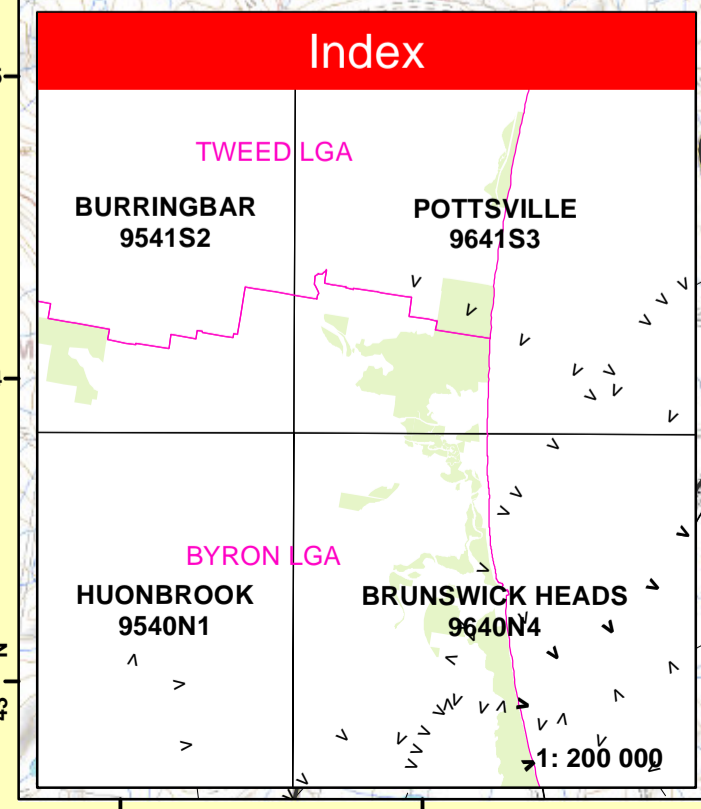 Index
TWEED LGA
BURRINGBAR
9541S2
POTTSVILLE
9641S3
BYRON LGA
HUONBROOK
9540N1
BRUNSWICK HEADS
9640N4
1: 200 000
N